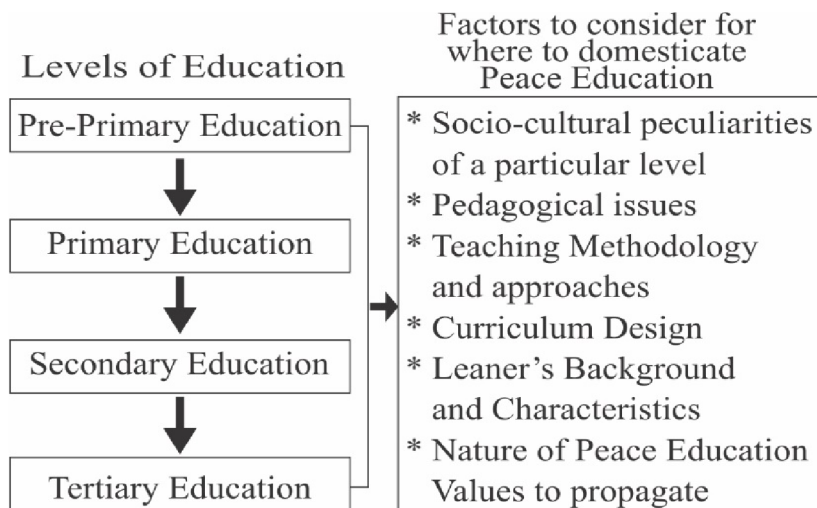 Levels of Education
Pre-Primary Education
Primary Education
Secondary Education
Tertiary Education
Factors to consider for
where to domesticate
Peace Education
* Socio-cultural peculiarities
of a particular level
* Pedagogical issues
* Teaching Methodology
and approaches
* Curriculum Design
* Leaner's Background
and Characteristics
* Nature of Peace Education
Values to propagate